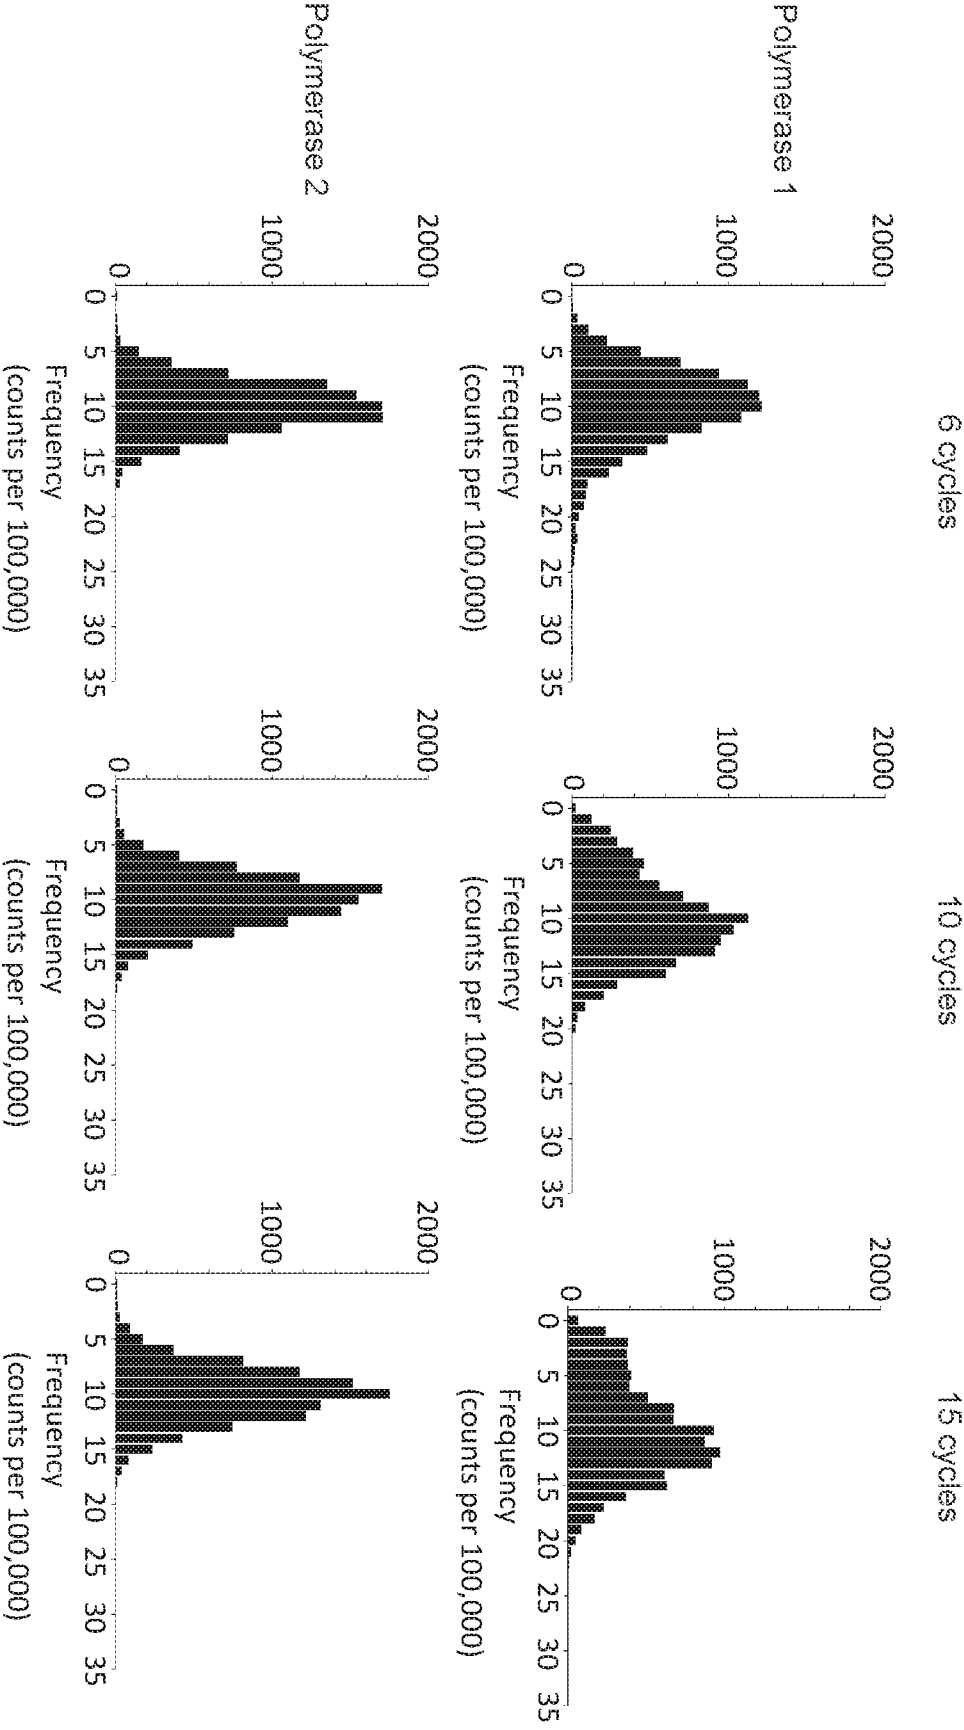 6 cycles
10 cycles
15 cycles
Polymerase 1
2000
1000
0
0 5 10 15 20 25 30 35
Frequency
(counts per 100,000)
2000
1000
0
0 5 10 15 20 25 30 35
Frequency
(counts per 100,000)
2000
1000
0
0 5 10 15 20 25 30 35
Frequency
(counts per 100,000)
Polymerase 2
2000
1000
0
0 5 10 15 20 25 30 35
Frequency
(counts per 100,000)
2000
1000
0
0 5 10 15 20 25 30 35
Frequency
(counts per 100,000)
2000
1000
0
0 5 10 15 20 25 30 35
Frequency
(counts per 100,000)